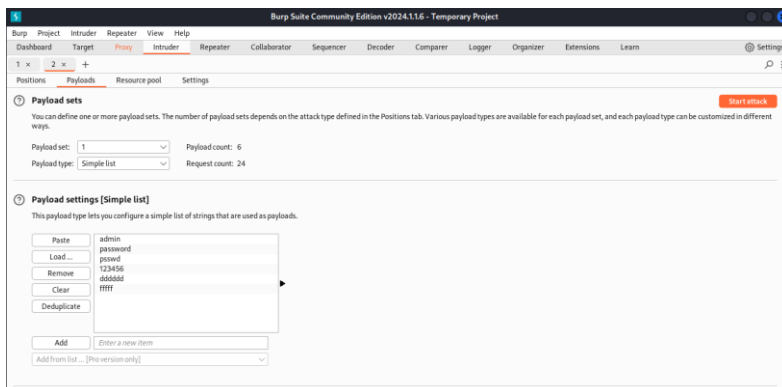 Burp Suite Community Edition v2024.1.1.6 - Temporary Project
Burp Project Intruder Repeater View Help
Dashboard Target Proxy Intruder Repeater Collaborator Sequencer Decoder Comparer Logger Organizer Extensions Learn Settings
1 × 2 × +
Positions Payloads Resource pool Settings
Payload sets
Start attack
You can define one or more payload sets. The number of payload sets depends on the attack type defined in the Positions tab. Various payload types are available for each payload set, and each payload type can be customized in different
ways.
Payload set: 1 Payload count: 6
Payload type: Simple list Request count: 24
Payload settings [Simple list]
This payload type lets you configure a simple list of strings that are used as payloads.
Paste
Load ...
Remove
Clear
Deduplicate
admin
password
psswd
123456
dddddd
fffff
Add Enter a new item
Add from list ... [Pro version only]